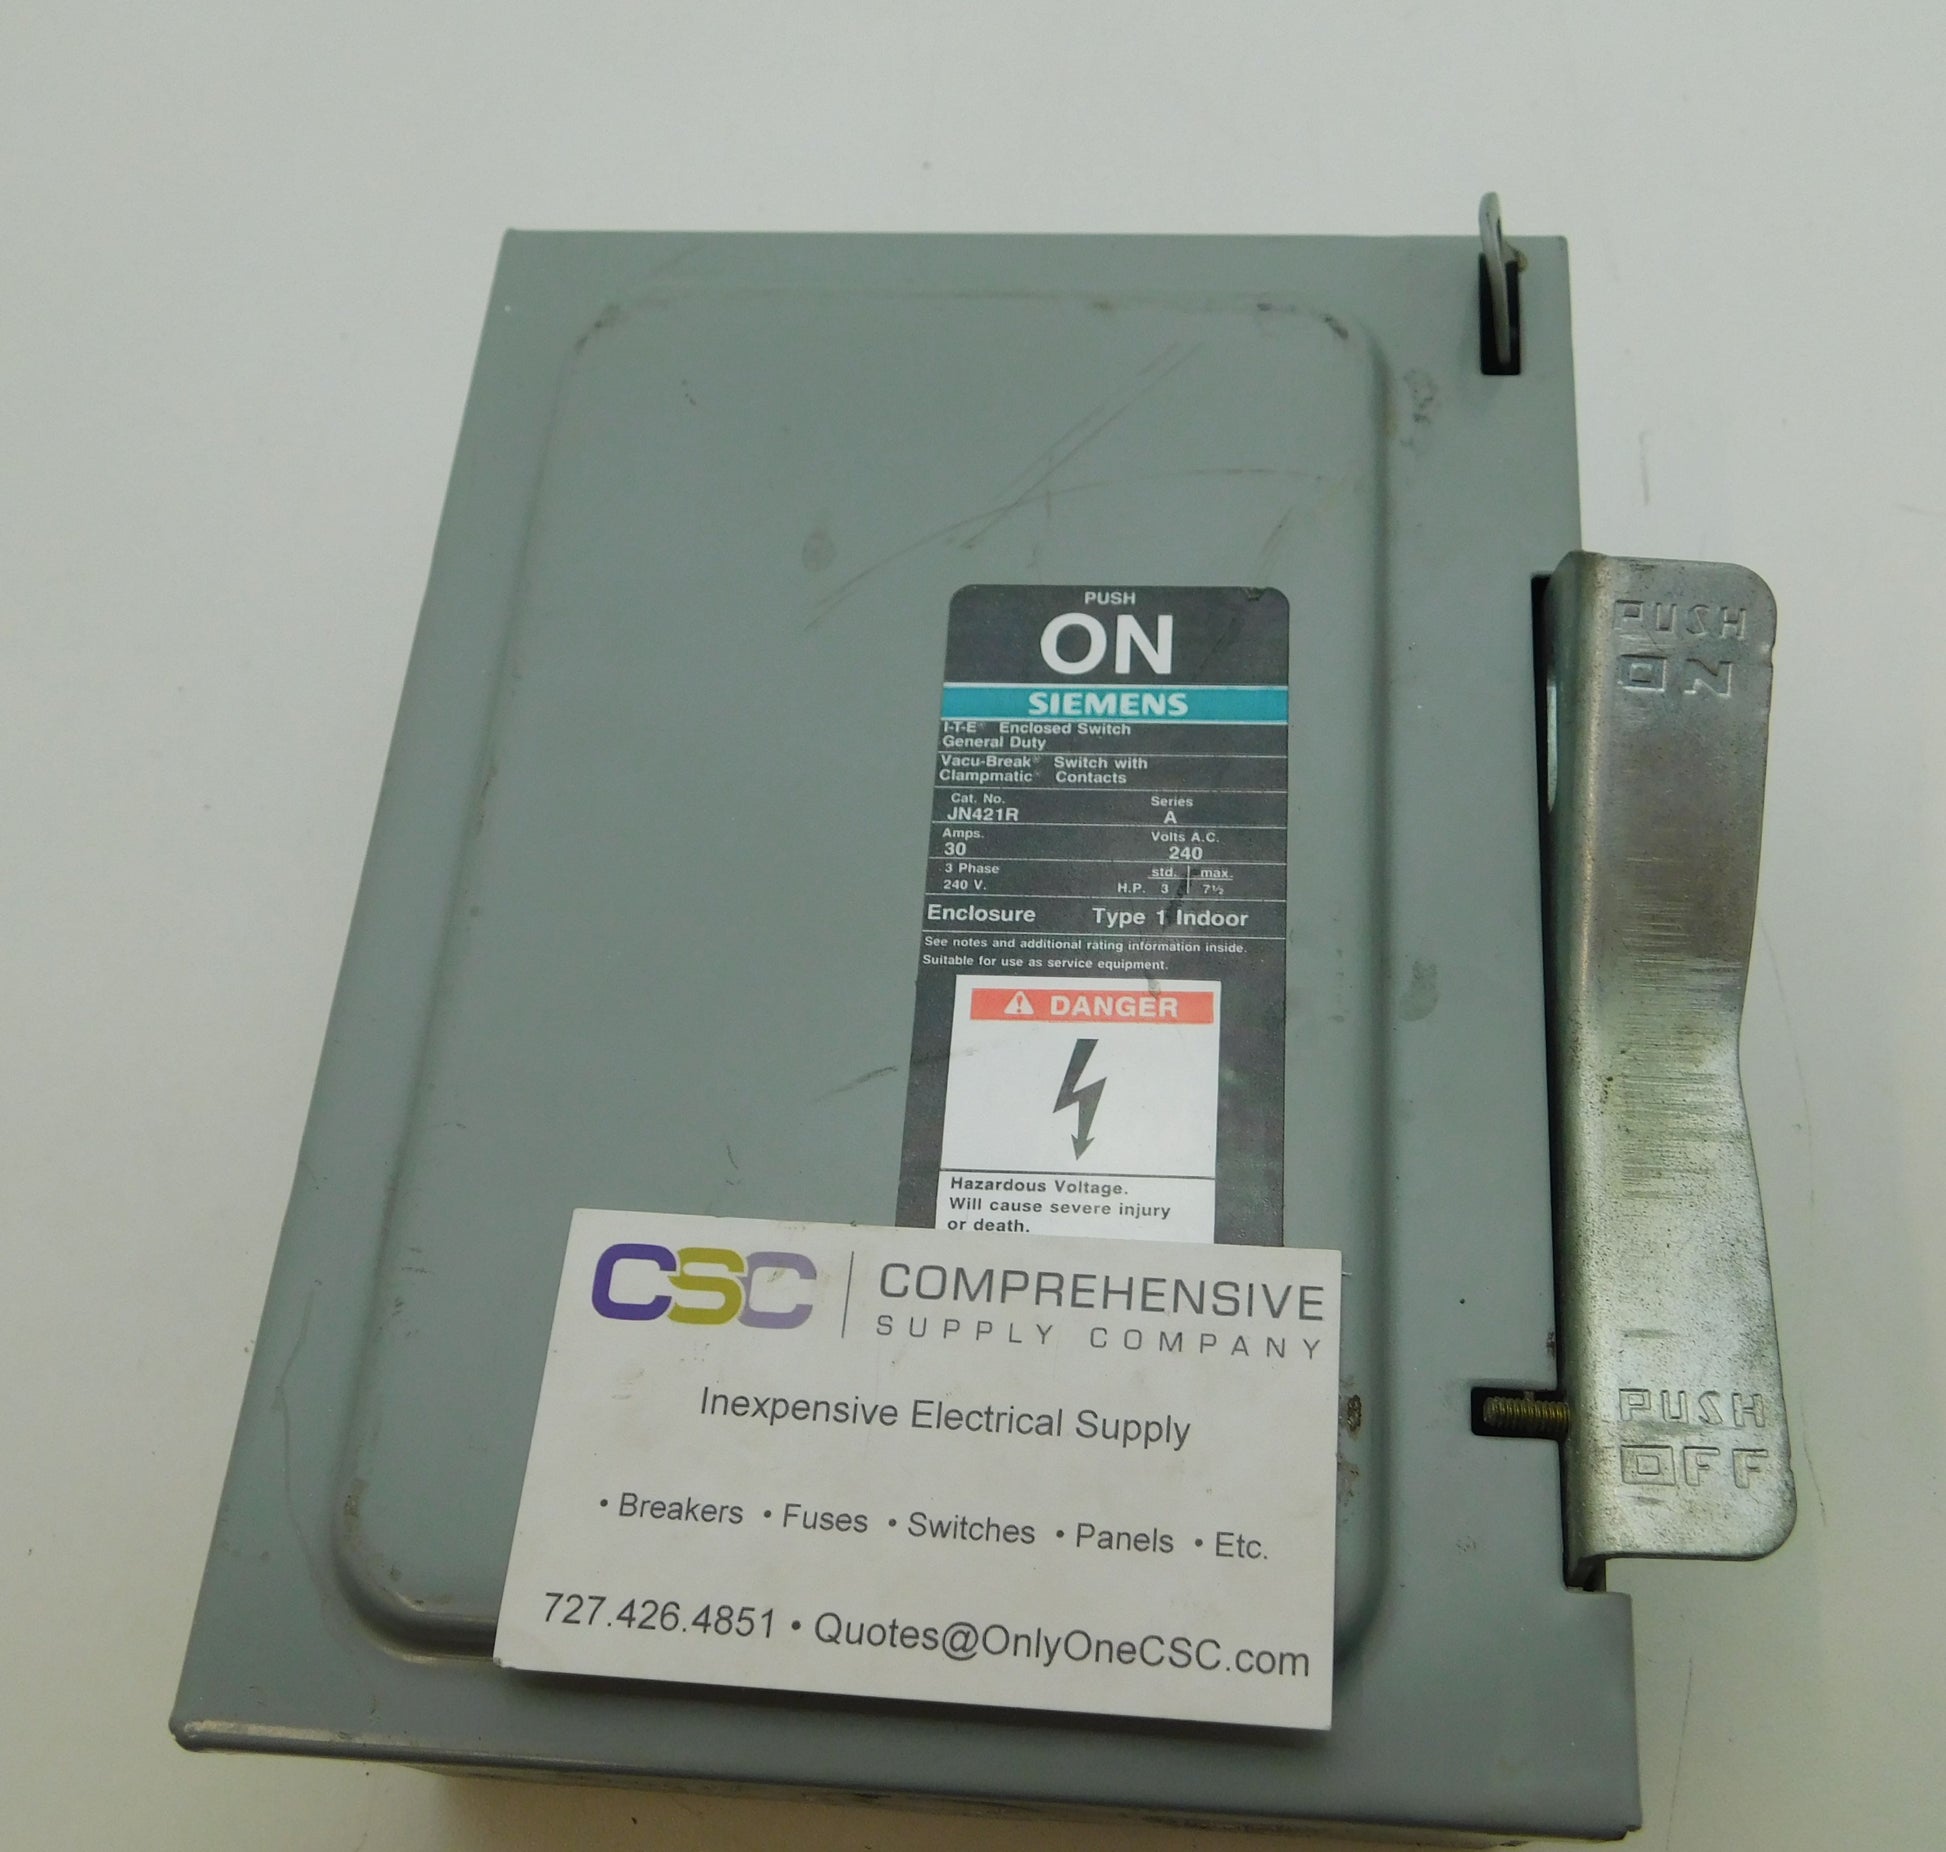 PUSH
ON
SIEMENS
I-T-E® Enclosed Switch
General Duty
Vacu-Break® Switch with
Clampmatic® Contacts
Cat. No. Series
JN421R A
Amps. Volts A.C.
30 240
3 Phase std. max.
240 V. H.P. 3 7½
Enclosure Type 1 Indoor
See notes and additional rating information inside.
Suitable for use as service equipment.
DANGER
Hazardous Voltage.
Will cause severe injury
or death.
PUSH
ON
PUSH
OFF
CSC COMPREHENSIVE
SUPPLY COMPANY
Inexpensive Electrical Supply
• Breakers • Fuses • Switches • Panels • Etc.
727.426.4851 • Quotes@OnlyOneCSC.com